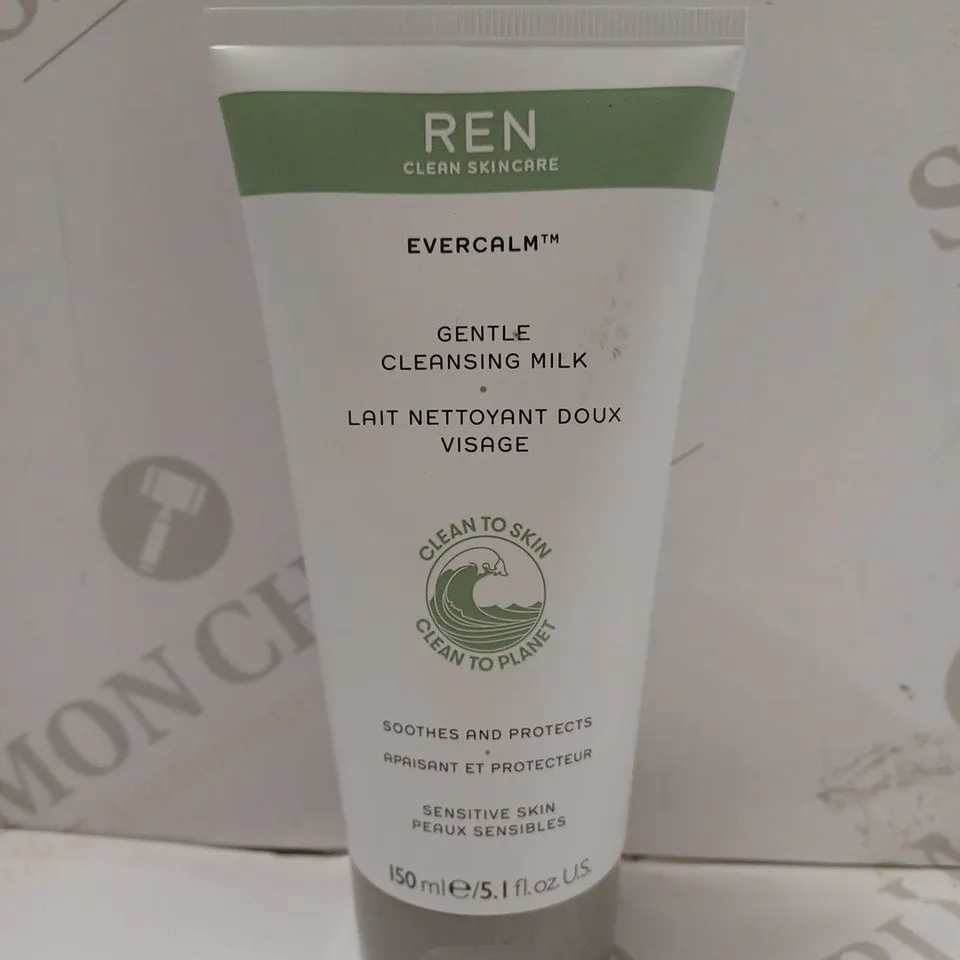 REN
CLEAN SKINCARE
EVERCALM™
GENTLE
CLEANSING MILK
•
LAIT NETTOYANT DOUX
VISAGE
CLEAN TO SKIN
CLEAN TO PLANET
SOOTHES AND PROTECTS
•
APAISANT ET PROTECTEUR
SENSITIVE SKIN
PEAUX SENSIBLES
150 ml℮/5.1 fl.oz. U.S.